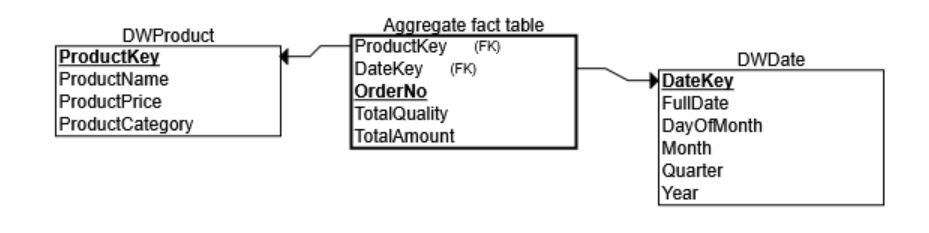 DWProduct
ProductKey
ProductName
ProductPrice
ProductCategory
Aggregate fact table
ProductKey (FK)
DateKey (FK)
OrderNo
TotalQuality
TotalAmount
DWDate
DateKey
FullDate
DayOfMonth
Month
Quarter
Year